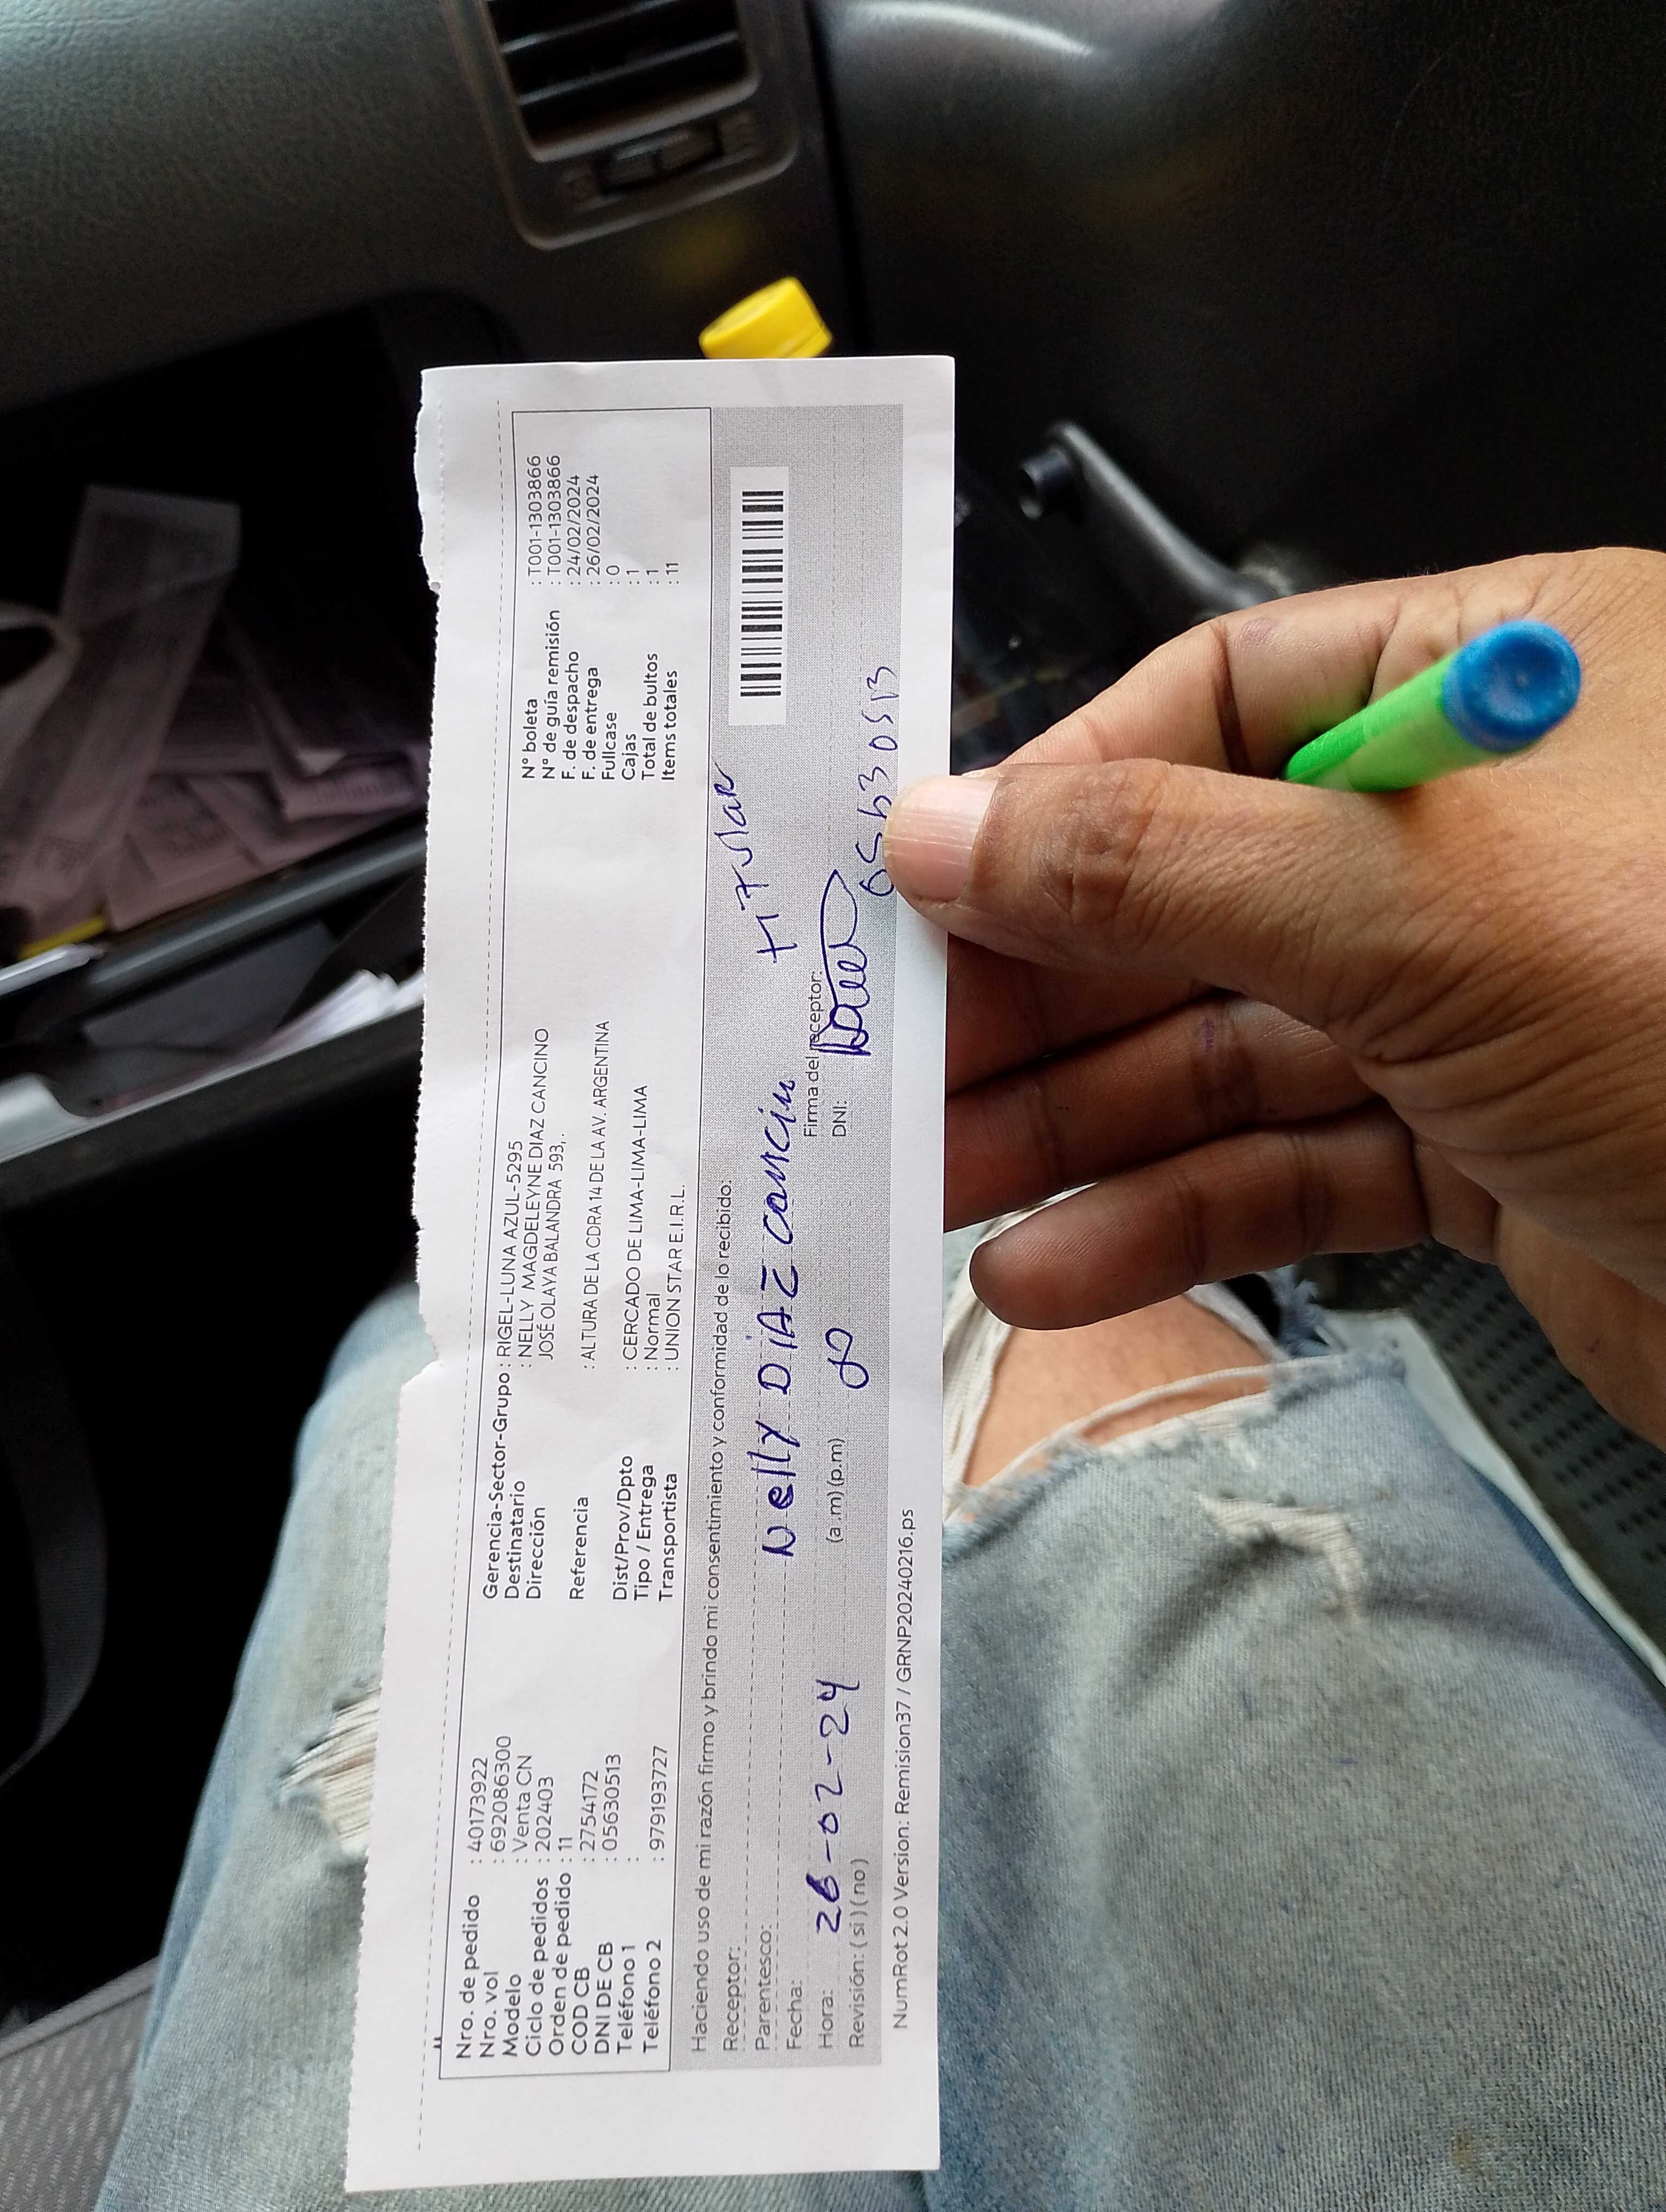 Nro. de pedido : 40173922
Nro. vol : 692086300
Modelo : Venta CN
Ciclo de pedidos : 202403
Orden de pedido : 11
COD CB : 2754172
DNI DE CB : 05630513
Teléfono 1 :
Teléfono 2 : 979193727
Gerencia-Sector-Grupo : RIGEL-LUNA AZUL-5295
Destinatario : NELLY MAGDELEYNE DIAZ CANCINO
Dirección JOSÉ OLAYA BALANDRA 593,.
Referencia : ALTURA DE LA CDRA 14 DE LA AV. ARGENTINA
Dist/Prov/Dpto : CERCADO DE LIMA-LIMA-LIMA
Tipo / Entrega : Normal
Transportista : UNION STAR E.I.R.L.
N° boleta : T001-1303866
N° de guía remisión : T001-1303866
F. de despacho : 24/02/2024
F. de entrega : 26/02/2024
Fullcase : 0
Cajas : 1
Total de bultos : 1
Items totales : 11
Haciendo uso de mi razón firmo y brindo mi consentimiento y conformidad de lo recibido:
Receptor:
Parentesco: Nelly DIAZ cancin titular
Fecha: Firma del receptor:
Hora: 26-02-24 (a.m) (p.m) DNI:
Revisión: ( si ) ( no ) 05630513
NumRot 2.0 Version: Remision37 / GRNP20240216.ps